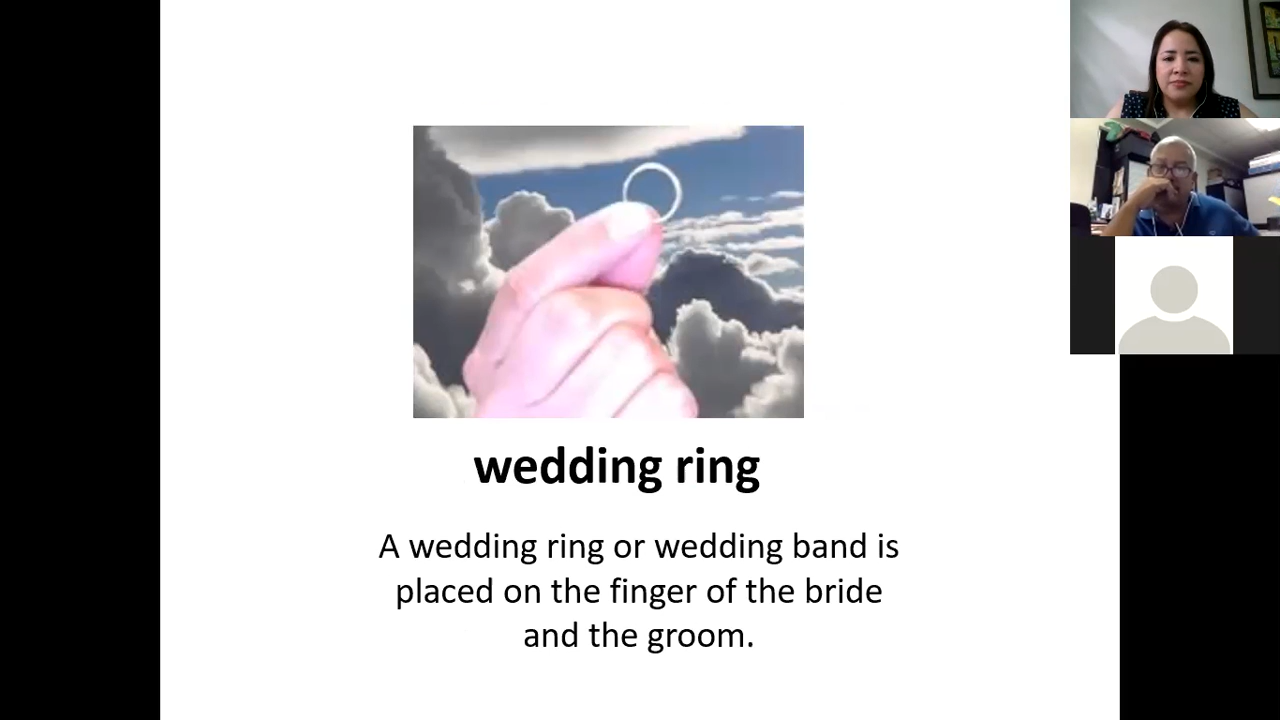 wedding ring
A wedding ring or wedding band is
placed on the finger of the bride
and the groom.